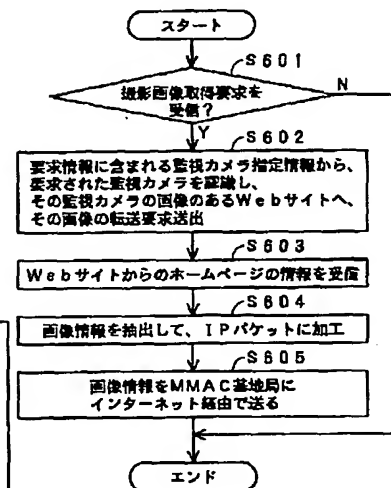 スタート
S601
撮影画像取得要求を
受信?
N
Y
S602
要求情報に含まれる監視カメラ指定情報から、
要求された監視カメラを認識し、
その監視カメラの画像のあるWebサイトへ、
その画像の転送要求送出
S603
Webサイトからのホームページの情報を受信
S604
画像情報を抽出して、IPパケットに加工
S605
画像情報をMMAC基地局に
インターネット経由で送る
エンド